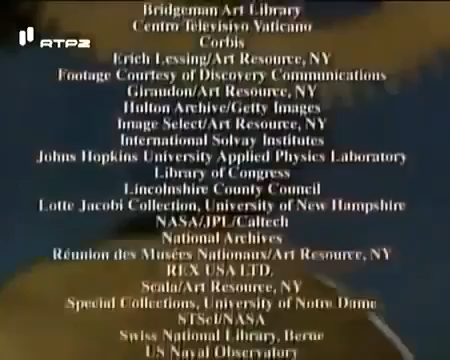 Bridgeman Art Library
Centro Televisivo Vaticano
RTP2
Corbis
Erich Lessing/Art Resource, NY
Footage Courtesy of Discovery Communications
Giraudon/Art Resource, NY
Hulton Archive/Getty Images
Image Select/Art Resource, NY
International Solvay Institutes
Johns Hopkins University Applied Physics Laboratory
Library of Congress
Lincolnshire County Council
Lotte Jacobi Collection, University of New Hampshire
NASA/JPL/Caltech
National Archives
Réunion des Musées Nationaux/Art Resource, NY
REX USA LTD.
Scala/Art Resource, NY
Special Collections, University of Notre Dame
STScI/NASA
Swiss National Library, Berne
US Naval Observatory